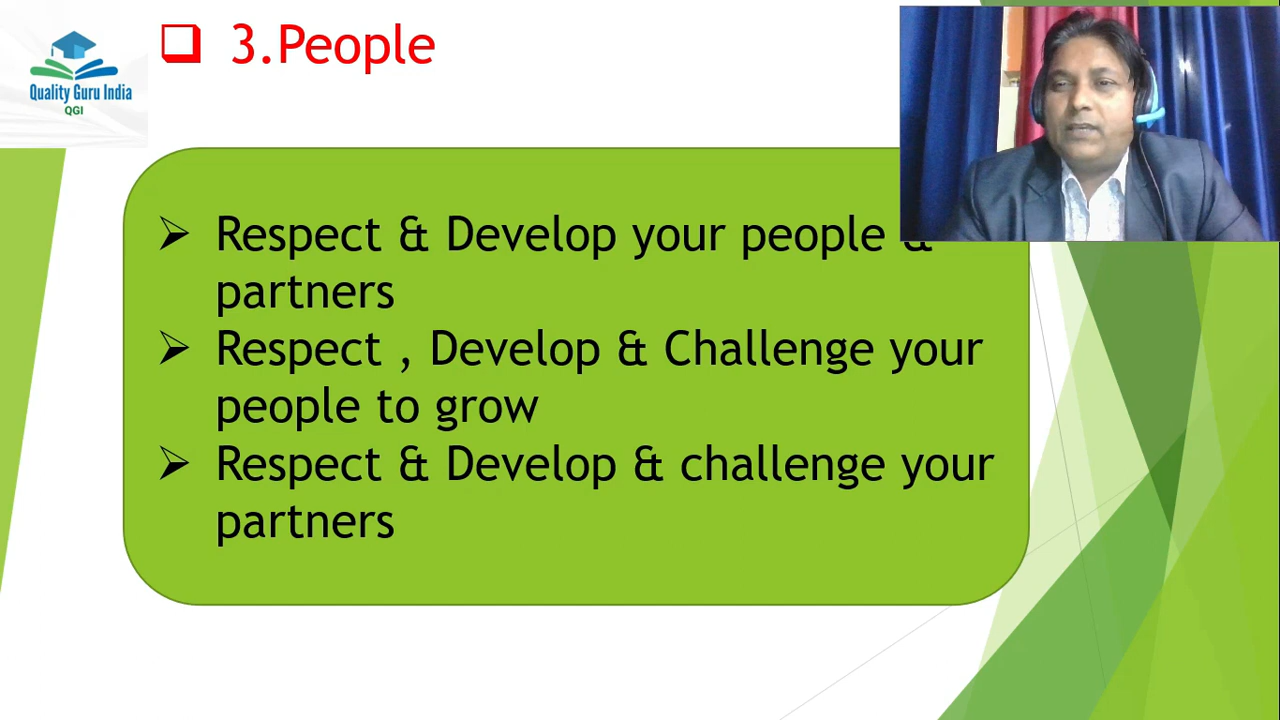 Quality Guru India
QGI
3.People
Respect & Develop your people &
partners
Respect , Develop & Challenge your
people to grow
Respect & Develop & challenge your
partners